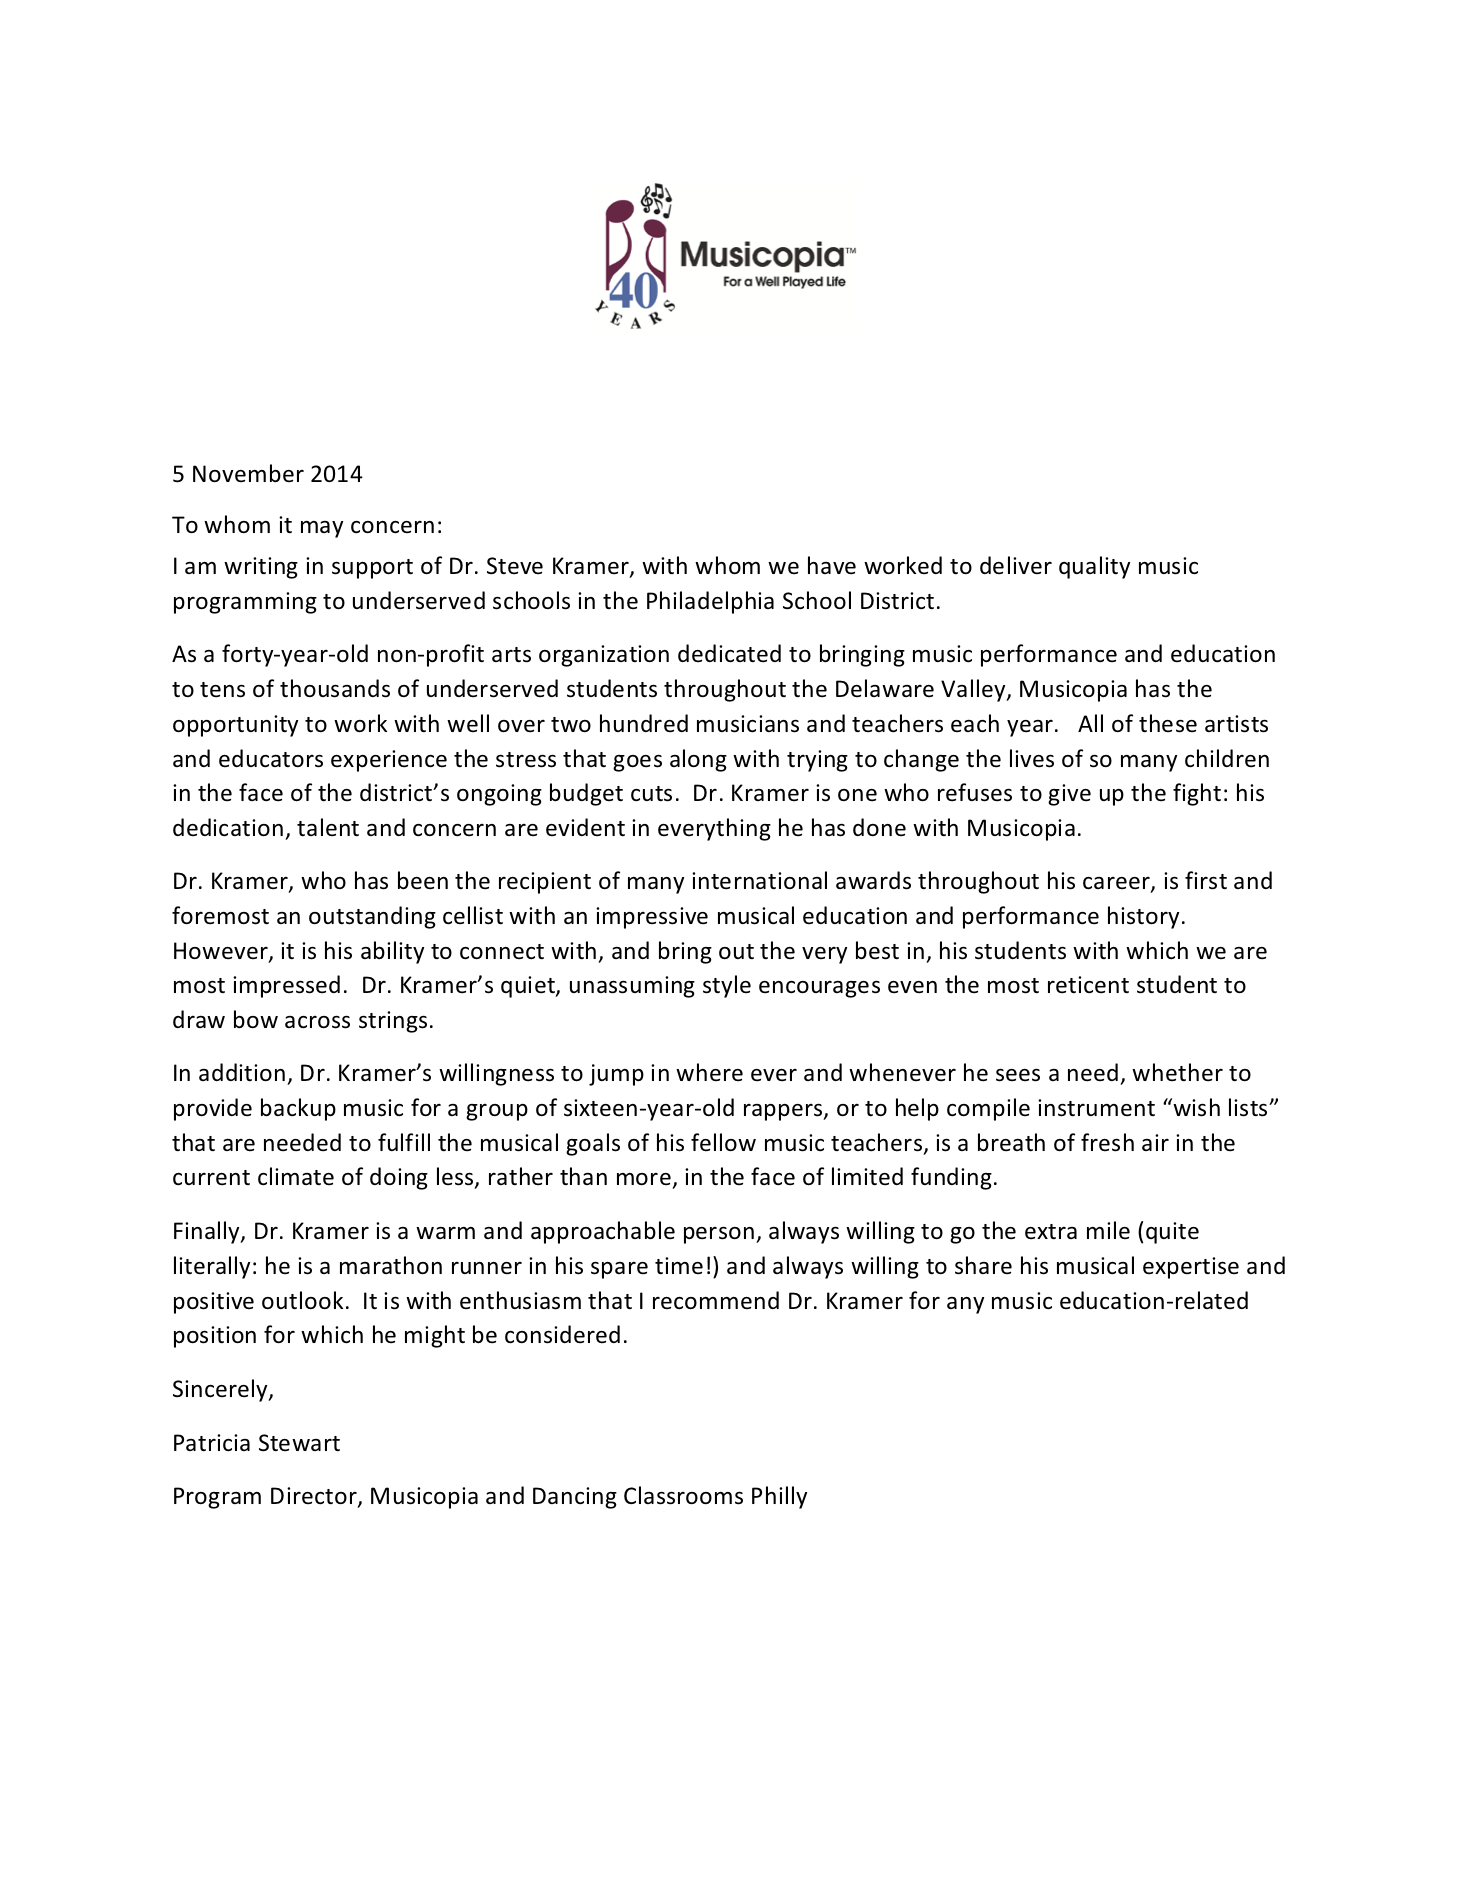 Musicopia™
For a Well Played Life
40
YEARS
5 November 2014
To whom it may concern:
I am writing in support of Dr. Steve Kramer, with whom we have worked to deliver quality music
programming to underserved schools in the Philadelphia School District.
As a forty-year-old non-profit arts organization dedicated to bringing music performance and education
to tens of thousands of underserved students throughout the Delaware Valley, Musicopia has the
opportunity to work with well over two hundred musicians and teachers each year.   All of these artists
and educators experience the stress that goes along with trying to change the lives of so many children
in the face of the district’s ongoing budget cuts.  Dr. Kramer is one who refuses to give up the fight: his
dedication, talent and concern are evident in everything he has done with Musicopia.
Dr. Kramer, who has been the recipient of many international awards throughout his career, is first and
foremost an outstanding cellist with an impressive musical education and performance history.
However, it is his ability to connect with, and bring out the very best in, his students with which we are
most impressed.  Dr. Kramer’s quiet, unassuming style encourages even the most reticent student to
draw bow across strings.
In addition, Dr. Kramer’s willingness to jump in where ever and whenever he sees a need, whether to
provide backup music for a group of sixteen-year-old rappers, or to help compile instrument “wish lists”
that are needed to fulfill the musical goals of his fellow music teachers, is a breath of fresh air in the
current climate of doing less, rather than more, in the face of limited funding.
Finally, Dr. Kramer is a warm and approachable person, always willing to go the extra mile (quite
literally: he is a marathon runner in his spare time!) and always willing to share his musical expertise and
positive outlook.  It is with enthusiasm that I recommend Dr. Kramer for any music education-related
position for which he might be considered.
Sincerely,
Patricia Stewart
Program Director, Musicopia and Dancing Classrooms Philly